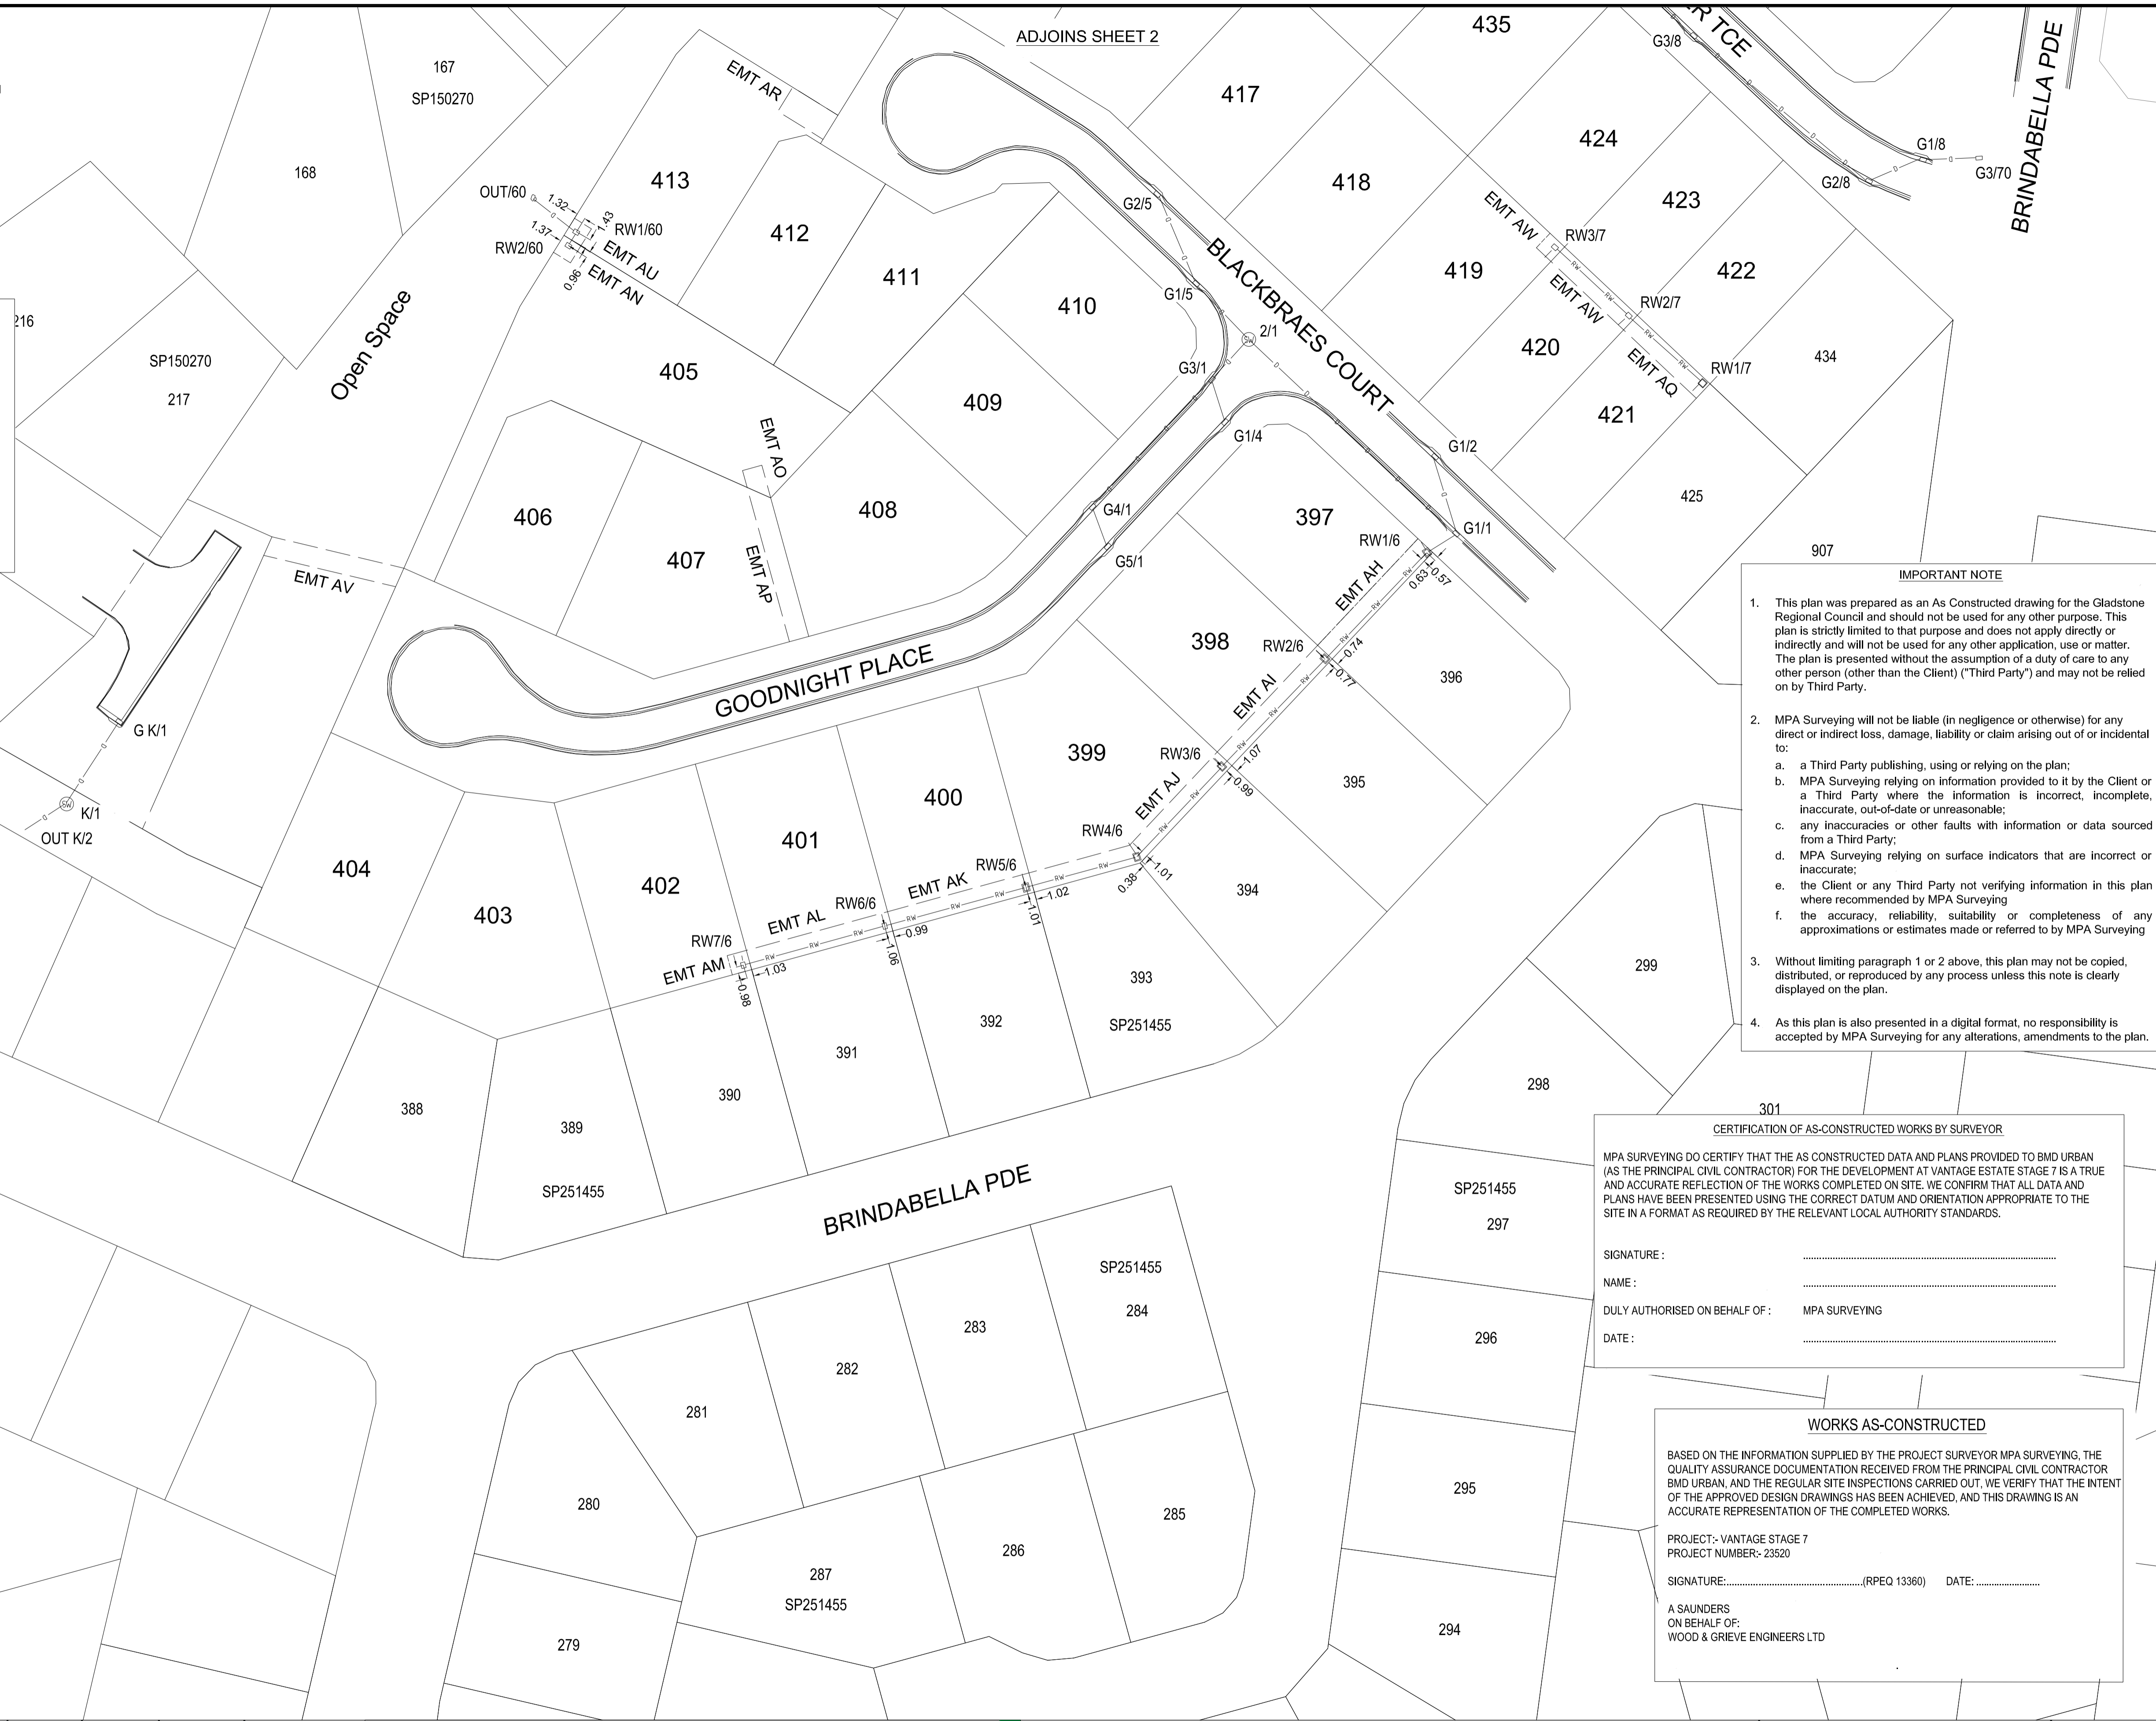 ADJOINS SHEET 2
435
ER TCE
G3/8
BRINDABELLA PDE
167
SP150270
EMT AR
417
424
G1/8
G3/70
G2/8
168
413
418
423
OUT/60
1.32
1.43
RW1/60
1.37
RW2/60
EMT AU
0.96
EMT AN
412
G2/5
EMT AW
RW3/7
BLACKBRAES COURT
419
422
411
G1/5
EMT AW
RW2/7
410
216
Open Space
2/1
420
434
SP150270
217
405
G3/1
EMT AQ
RW1/7
409
421
EMT AO
G1/4
G1/2
425
406
408
G4/1
397
G1/1
RW1/6
407
EMT AP
G5/1
907
EMT AV
EMT AH
0.63
0.57
398
RW2/6
0.74
0.77
396
GOODNIGHT PLACE
EMT AI
G K/1
399
RW3/6
1.07
0.99
395
400
EMT AJ
K/1
OUT K/2
401
RW4/6
404
402
RW5/6
1.01
0.38
EMT AK
1.02
1.01
394
403
RW6/6
EMT AL
0.99
1.06
RW7/6
EMT AM
1.03
0.98
393
SP251455
392
391
390
388
389
SP251455
BRINDABELLA PDE
299
298
301
SP251455
297
SP251455
284
283
282
281
296
295
280
285
286
287
SP251455
279
294
IMPORTANT NOTE
1. This plan was prepared as an As Constructed drawing for the Gladstone
Regional Council and should not be used for any other purpose. This
plan is strictly limited to that purpose and does not apply directly or
indirectly and will not be used for any other application, use or matter.
The plan is presented without the assumption of a duty of care to any
other person (other than the Client) ("Third Party") and may not be relied
on by Third Party.
2. MPA Surveying will not be liable (in negligence or otherwise) for any
direct or indirect loss, damage, liability or claim arising out of or incidental
to:
a. a Third Party publishing, using or relying on the plan;
b. MPA Surveying relying on information provided to it by the Client or
a Third Party where the information is incorrect, incomplete,
inaccurate, out-of-date or unreasonable;
c. any inaccuracies or other faults with information or data sourced
from a Third Party;
d. MPA Surveying relying on surface indicators that are incorrect or
inaccurate;
e. the Client or any Third Party not verifying information in this plan
where recommended by MPA Surveying
f. the accuracy, reliability, suitability or completeness of any
approximations or estimates made or referred to by MPA Surveying
3. Without limiting paragraph 1 or 2 above, this plan may not be copied,
distributed, or reproduced by any process unless this note is clearly
displayed on the plan.
4. As this plan is also presented in a digital format, no responsibility is
accepted by MPA Surveying for any alterations, amendments to the plan.
CERTIFICATION OF AS-CONSTRUCTED WORKS BY SURVEYOR
MPA SURVEYING DO CERTIFY THAT THE AS CONSTRUCTED DATA AND PLANS PROVIDED TO BMD URBAN
(AS THE PRINCIPAL CIVIL CONTRACTOR) FOR THE DEVELOPMENT AT VANTAGE ESTATE STAGE 7 IS A TRUE
AND ACCURATE REFLECTION OF THE WORKS COMPLETED ON SITE. WE CONFIRM THAT ALL DATA AND
PLANS HAVE BEEN PRESENTED USING THE CORRECT DATUM AND ORIENTATION APPROPRIATE TO THE
SITE IN A FORMAT AS REQUIRED BY THE RELEVANT LOCAL AUTHORITY STANDARDS.
SIGNATURE :
NAME :
DULY AUTHORISED ON BEHALF OF : MPA SURVEYING
DATE :
WORKS AS-CONSTRUCTED
BASED ON THE INFORMATION SUPPLIED BY THE PROJECT SURVEYOR MPA SURVEYING, THE
QUALITY ASSURANCE DOCUMENTATION RECEIVED FROM THE PRINCIPAL CIVIL CONTRACTOR
BMD URBAN, AND THE REGULAR SITE INSPECTIONS CARRIED OUT, WE VERIFY THAT THE INTENT
OF THE APPROVED DESIGN DRAWINGS HAS BEEN ACHIEVED, AND THIS DRAWING IS AN
ACCURATE REPRESENTATION OF THE COMPLETED WORKS.
PROJECT:- VANTAGE STAGE 7
PROJECT NUMBER:- 23520
SIGNATURE:..............................(RPEQ 13360) DATE: ..............
A SAUNDERS
ON BEHALF OF:
WOOD & GRIEVE ENGINEERS LTD